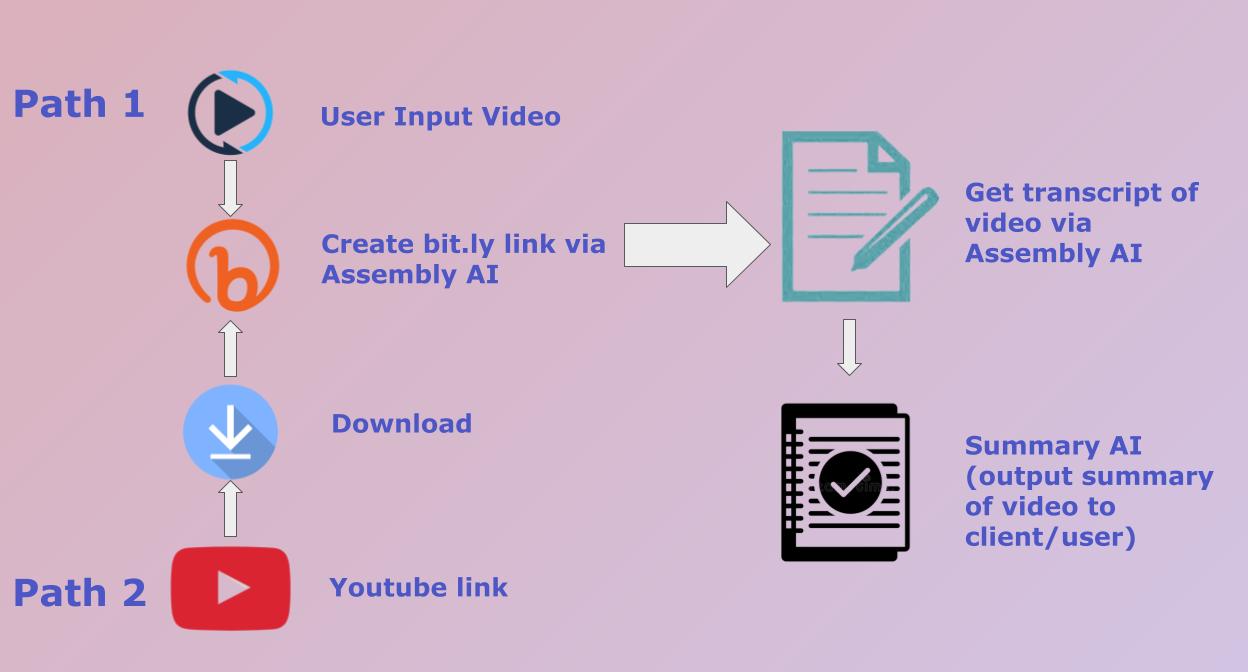 Path 1
User Input Video
Create bit.ly link via
Assembly AI
Download
Path 2
Youtube link
Get transcript of
video via
Assembly AI
Summary AI
(output summary
of video to
client/user)